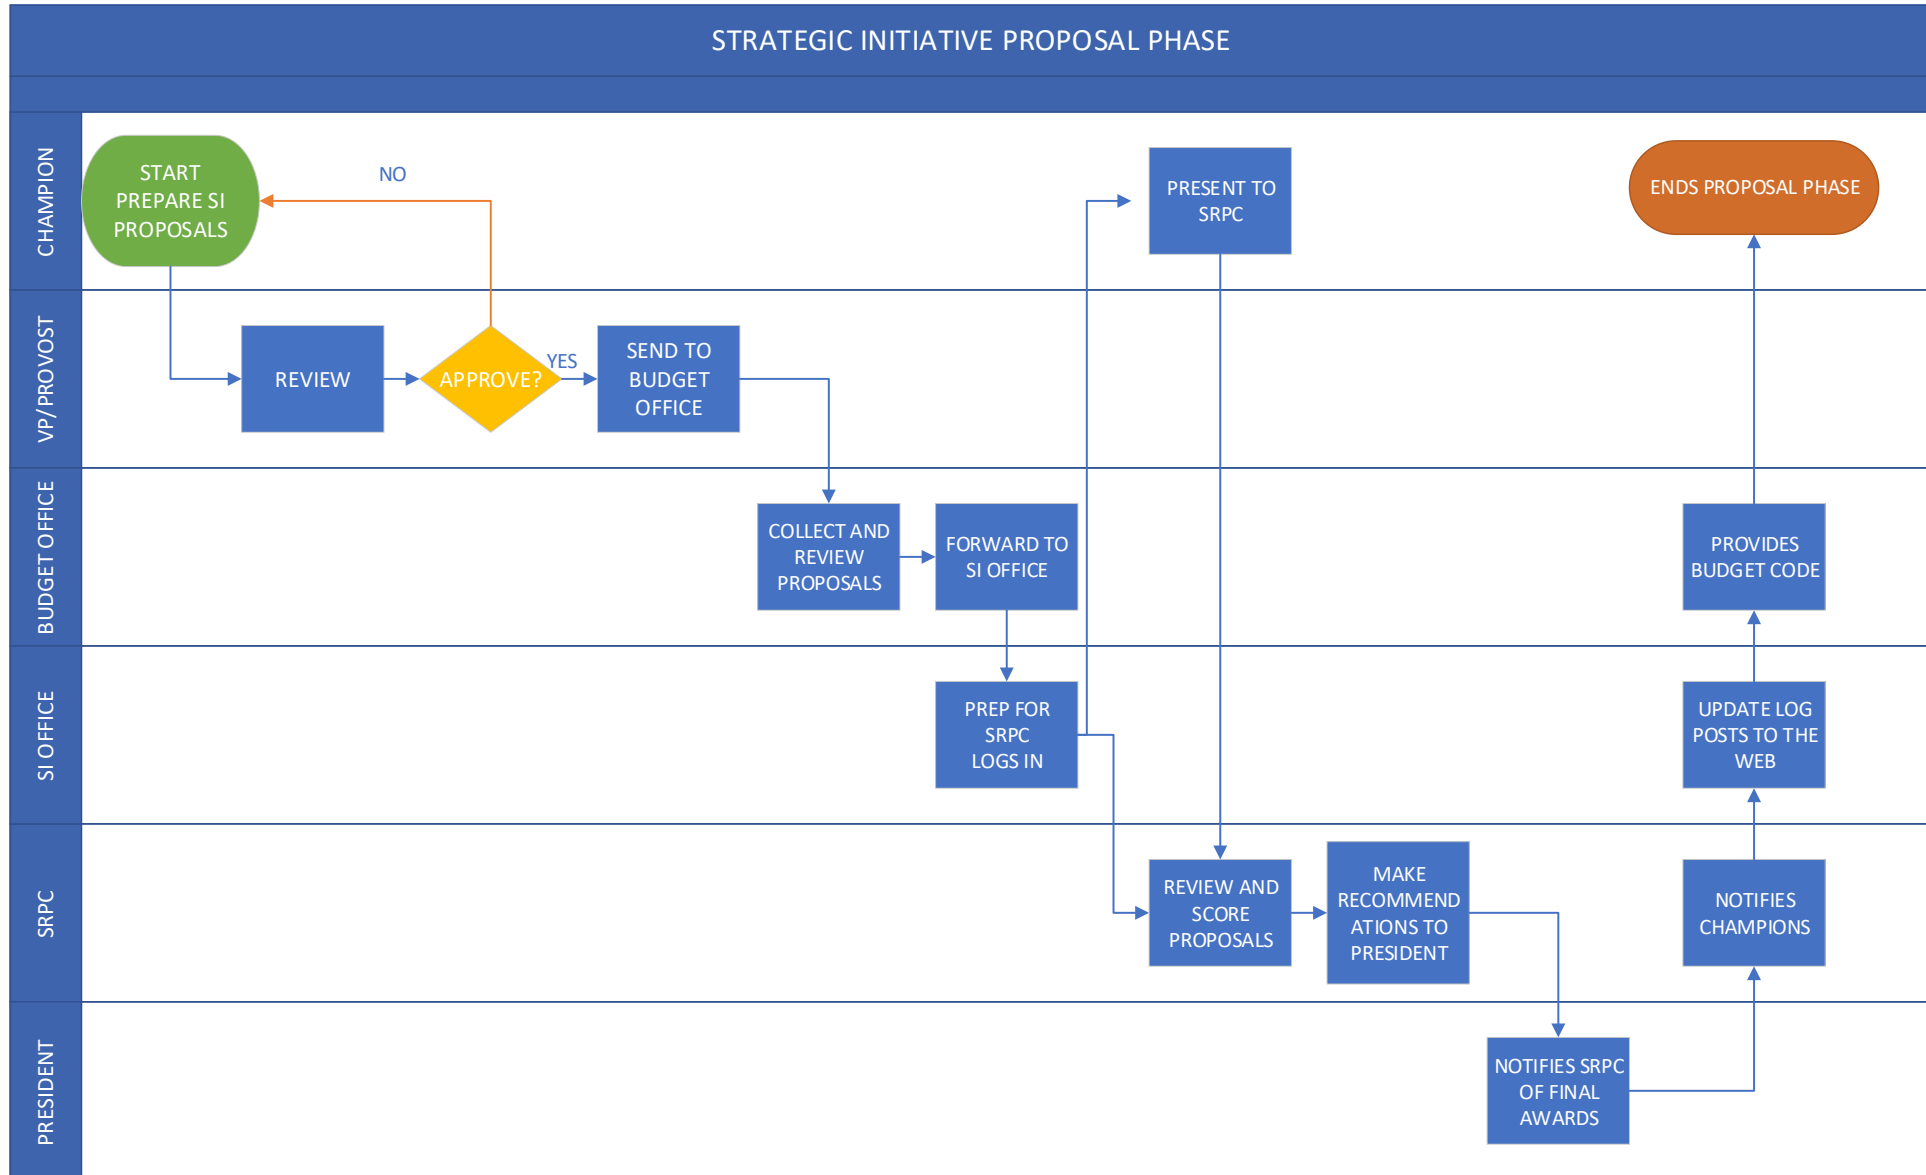 STRATEGIC INITIATIVE PROPOSAL PHASE
CHAMPION
START
PREPARE SI
PROPOSALS
NO
PRESENT TO
SRPC
ENDS PROPOSAL PHASE
VP/PROVOST
REVIEW
APPROVE?
YES
SEND TO
BUDGET
OFFICE
BUDGET OFFICE
COLLECT AND
REVIEW
PROPOSALS
FORWARD TO
SI OFFICE
PROVIDES
BUDGET CODE
SI OFFICE
PREP FOR
SRPC
LOGS IN
UPDATE LOG
POSTS TO THE
WEB
SRPC
REVIEW AND
SCORE
PROPOSALS
MAKE
RECOMMEND
ATIONS TO
PRESIDENT
NOTIFIES
CHAMPIONS
PRESIDENT
NOTIFIES SRPC
OF FINAL
AWARDS